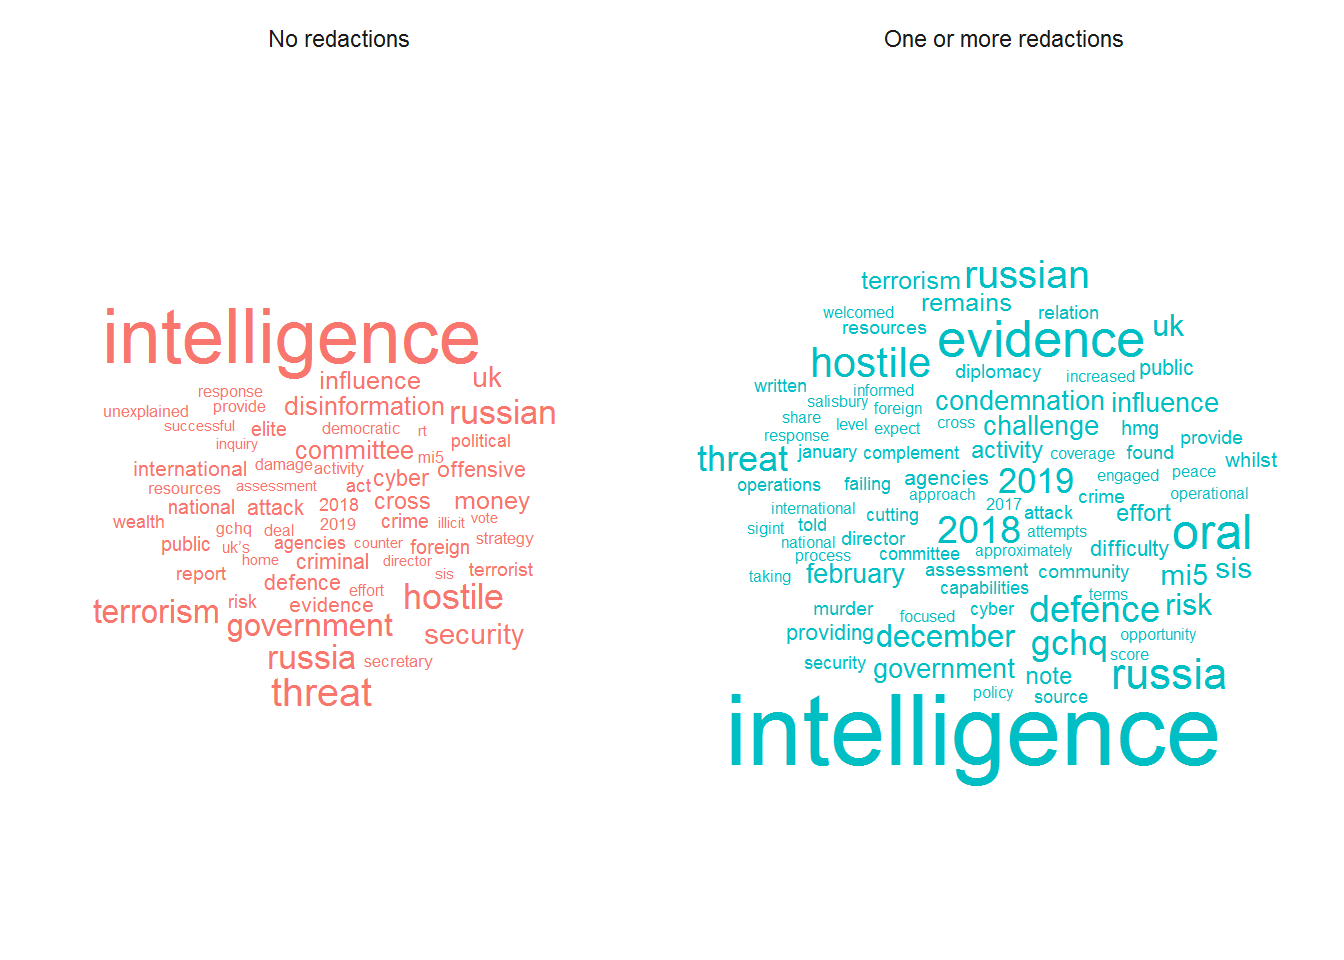 No redactions
One or more redactions
intelligence
response
influence
uk
unexplained
provide
disinformation
russian
successful
elite
democratic
rt
inquiry
committee
mi5
political
international
damage
activity
cyber
offensive
resources
assessment
act
national
attack
2018
cross
money
wealth
gchq
deal
2019
crime
illicit
vote
public
uk's
agencies
counter
foreign
strategy
home
criminal
director
report
defence
effort
sis
terrorist
terrorism
risk
evidence
hostile
government
security
russia
secretary
threat
terrorism
russian
remains
welcomed
relation
resources
evidence
uk
hostile
diplomacy
increased
public
written
informed
salisbury
foreign
condemnation
influence
share
level
expect
cross
challenge
hmg
response
provide
threat
january
complement
activity
coverage
found
whilst
operations
failing
agencies
2019
engaged
peace
approach
crime
operational
international
cutting
2017
attack
effort
sigint
told
director
2018
attempts
oral
national
process
committee
approximately
difficulty
taking
february
assessment
community
mi5
sis
capabilities
terms
murder
focused
cyber
defence
risk
providing
december
gchq
opportunity
score
security
government
note
russia
policy
source
intelligence